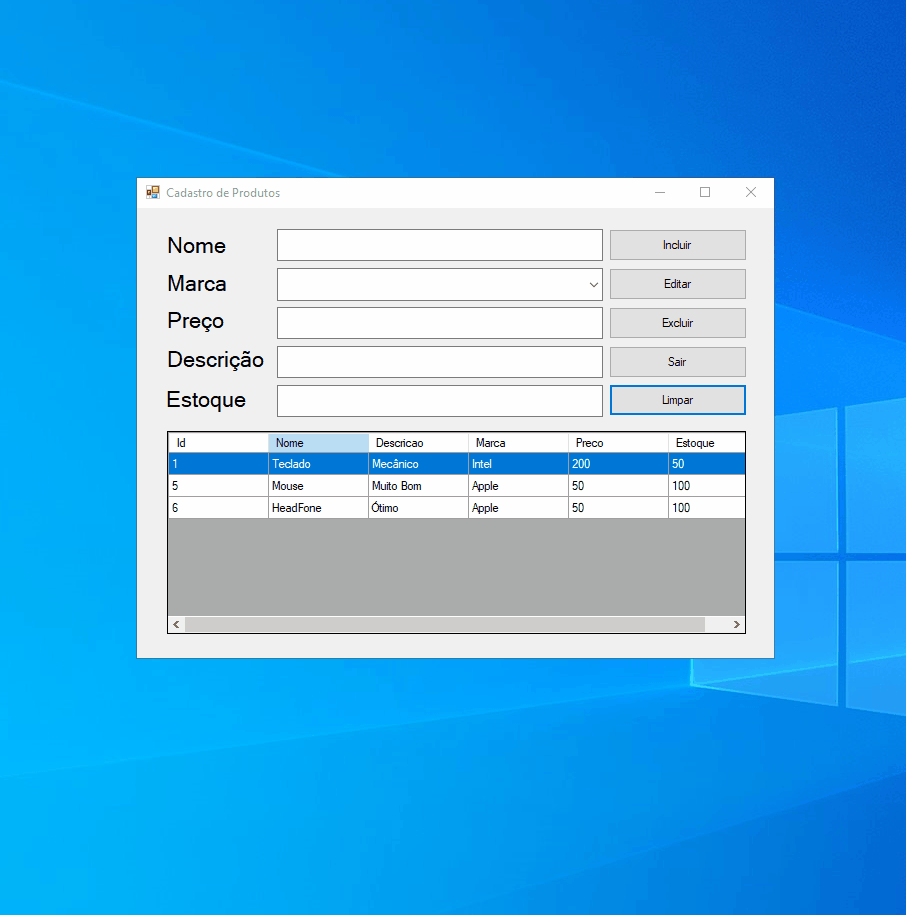 Cadastro de Produtos
Nome Incluir
Marca Editar
Preço Excluir
Descrição Sair
Estoque Limpar
Id Nome Descricao Marca Preco Estoque
1 Teclado Mecânico Intel 200 50
5 Mouse Muito Bom Apple 50 100
6 HeadFone Ótimo Apple 50 100